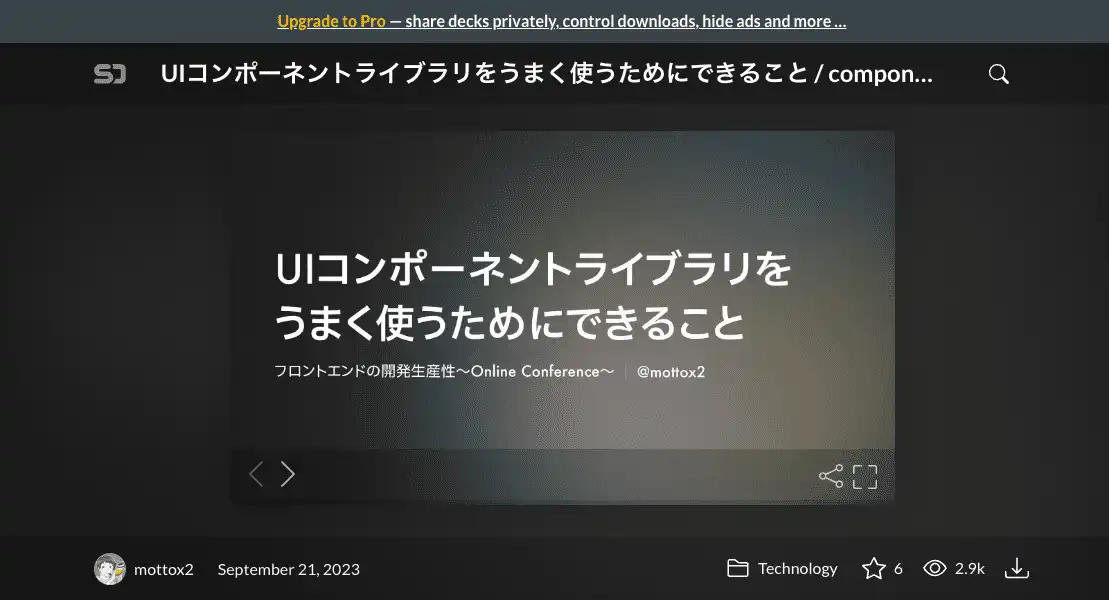 Upgrade to Pro — share decks privately, control downloads, hide ads and more …
SD UIコンポーネントライブラリをうまく使うためにできること / compon...
UIコンポーネントライブラリを
うまく使うためにできること
フロントエンドの開発生産性〜Online Conference〜 | @mottox2
mottox2 September 21, 2023 Technology 6 2.9k